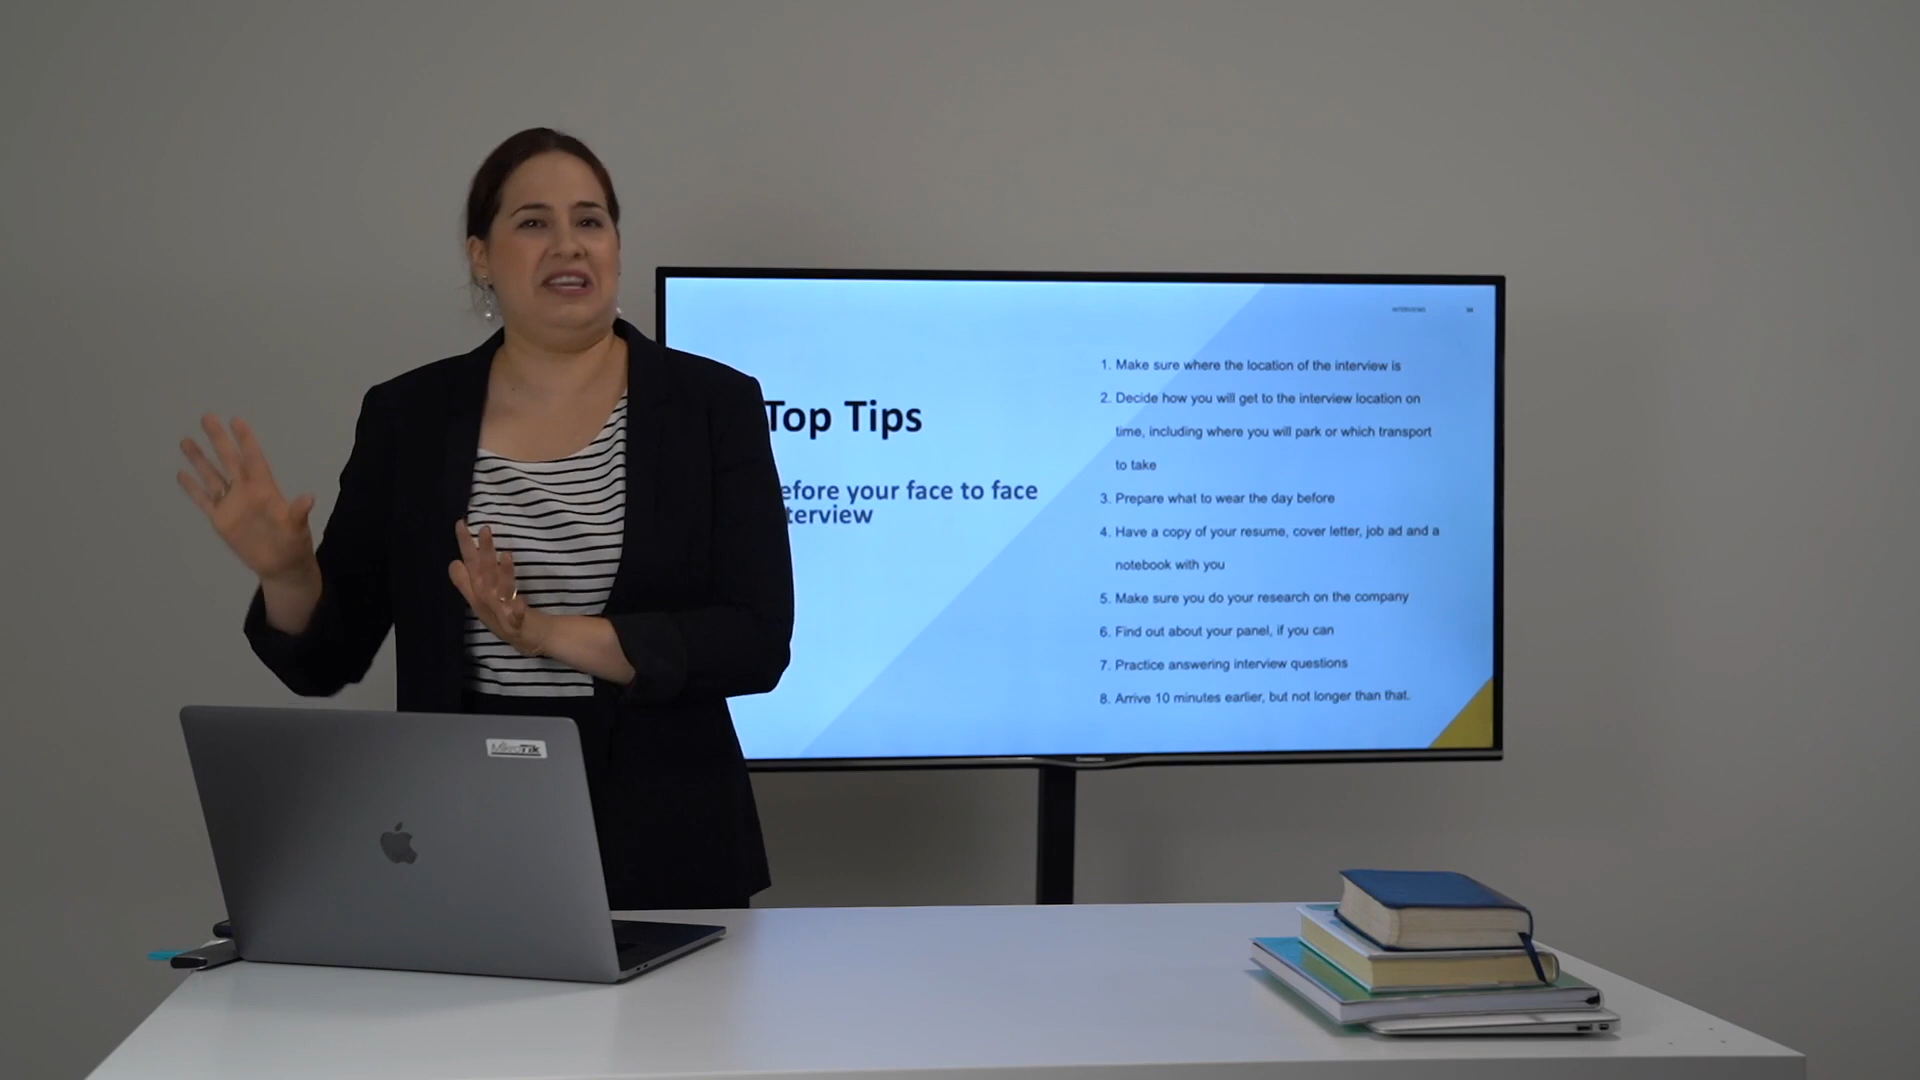 INTERVIEWS
Top Tips
efore your face to face
terview
1. Make sure where the location of the interview is
2. Decide how you will get to the interview location on
time, including where you will park or which transport
to take
3. Prepare what to wear the day before
4. Have a copy of your resume, cover letter, job ad and a
notebook with you
5. Make sure you do your research on the company
6. Find out about your panel, if you can
7. Practice answering interview questions
8. Arrive 10 minutes earlier, but not longer than that.
MikroTik